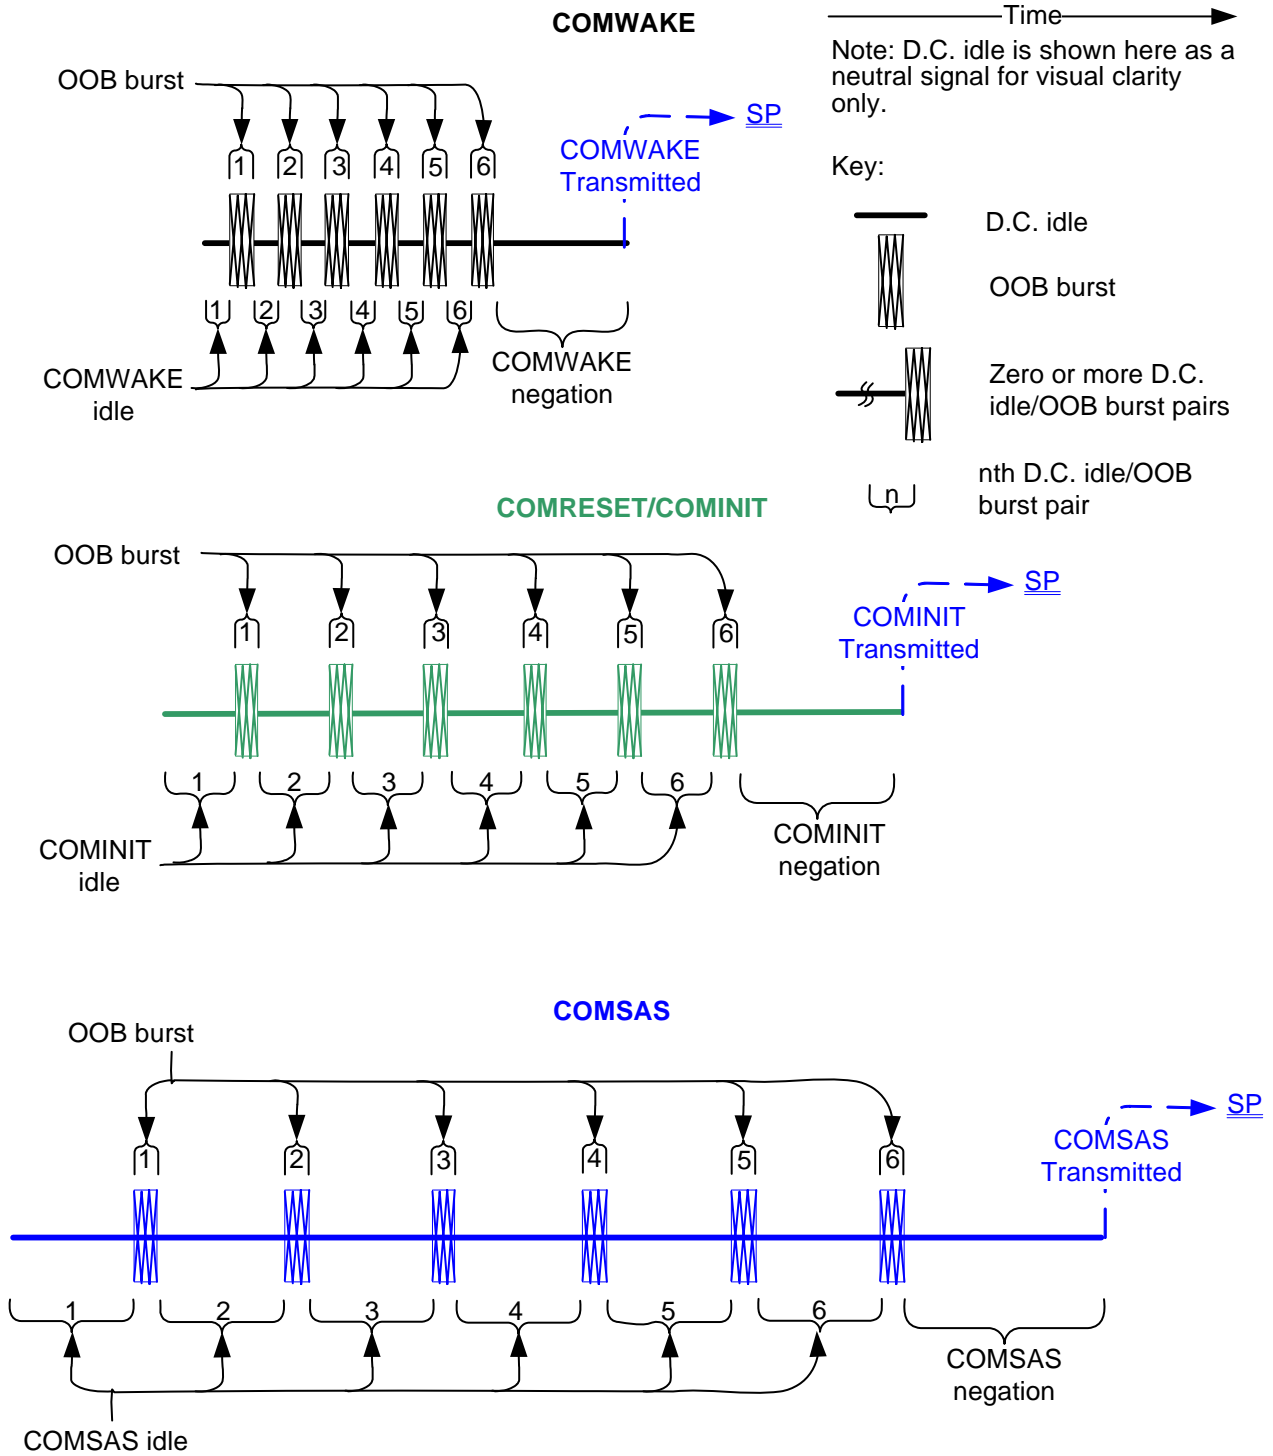 COMWAKE
Time
Note: D.C. idle is shown here as a
neutral signal for visual clarity
only.
OOB burst
SP
COMWAKE
Transmitted
1 2 3 4 5 6
Key:
D.C. idle
OOB burst
1 2 3 4 5 6
COMWAKE
idle
COMWAKE
negation
Zero or more D.C.
idle/OOB burst pairs
n
nth D.C. idle/OOB
burst pair
COMRESET/COMINIT
OOB burst
SP
COMINIT
Transmitted
1 2 3 4 5 6
1 2 3 4 5 6
COMINIT
idle
COMINIT
negation
COMSAS
OOB burst
SP
COMSAS
Transmitted
1 2 3 4 5 6
1 2 3 4 5 6
COMSAS
negation
COMSAS idle